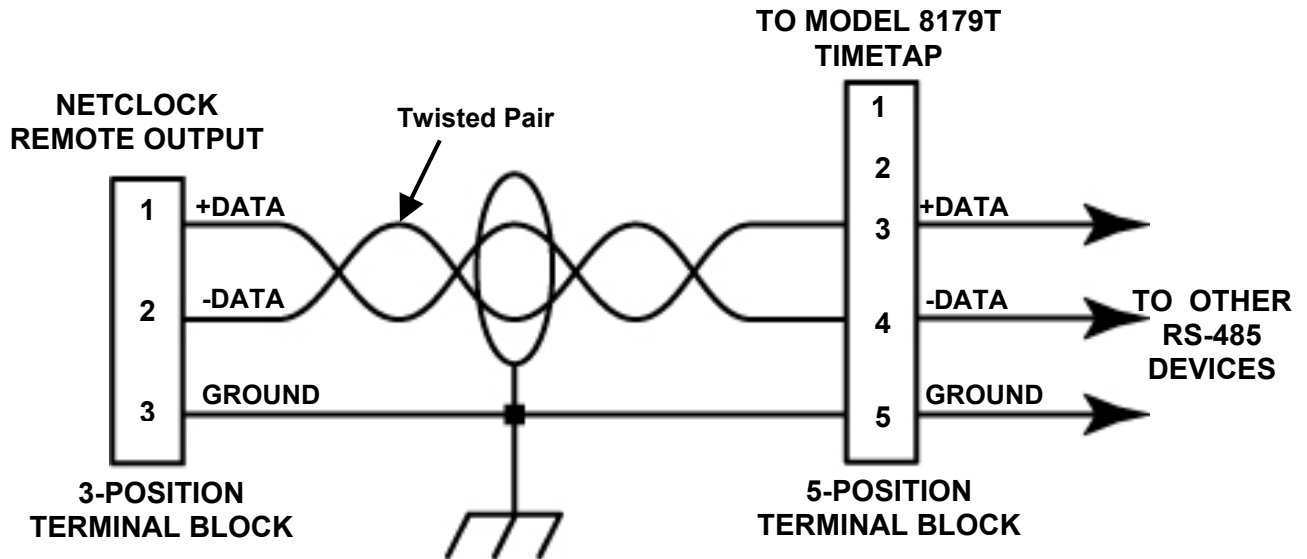 TO MODEL 8179T
TIMETAP
NETCLOCK
REMOTE OUTPUT
Twisted Pair
1
2
3
+DATA
-DATA
GROUND
1
2
3
4
5
+DATA
-DATA
GROUND
TO OTHER
RS-485
DEVICES
3-POSITION
TERMINAL BLOCK
5-POSITION
TERMINAL BLOCK